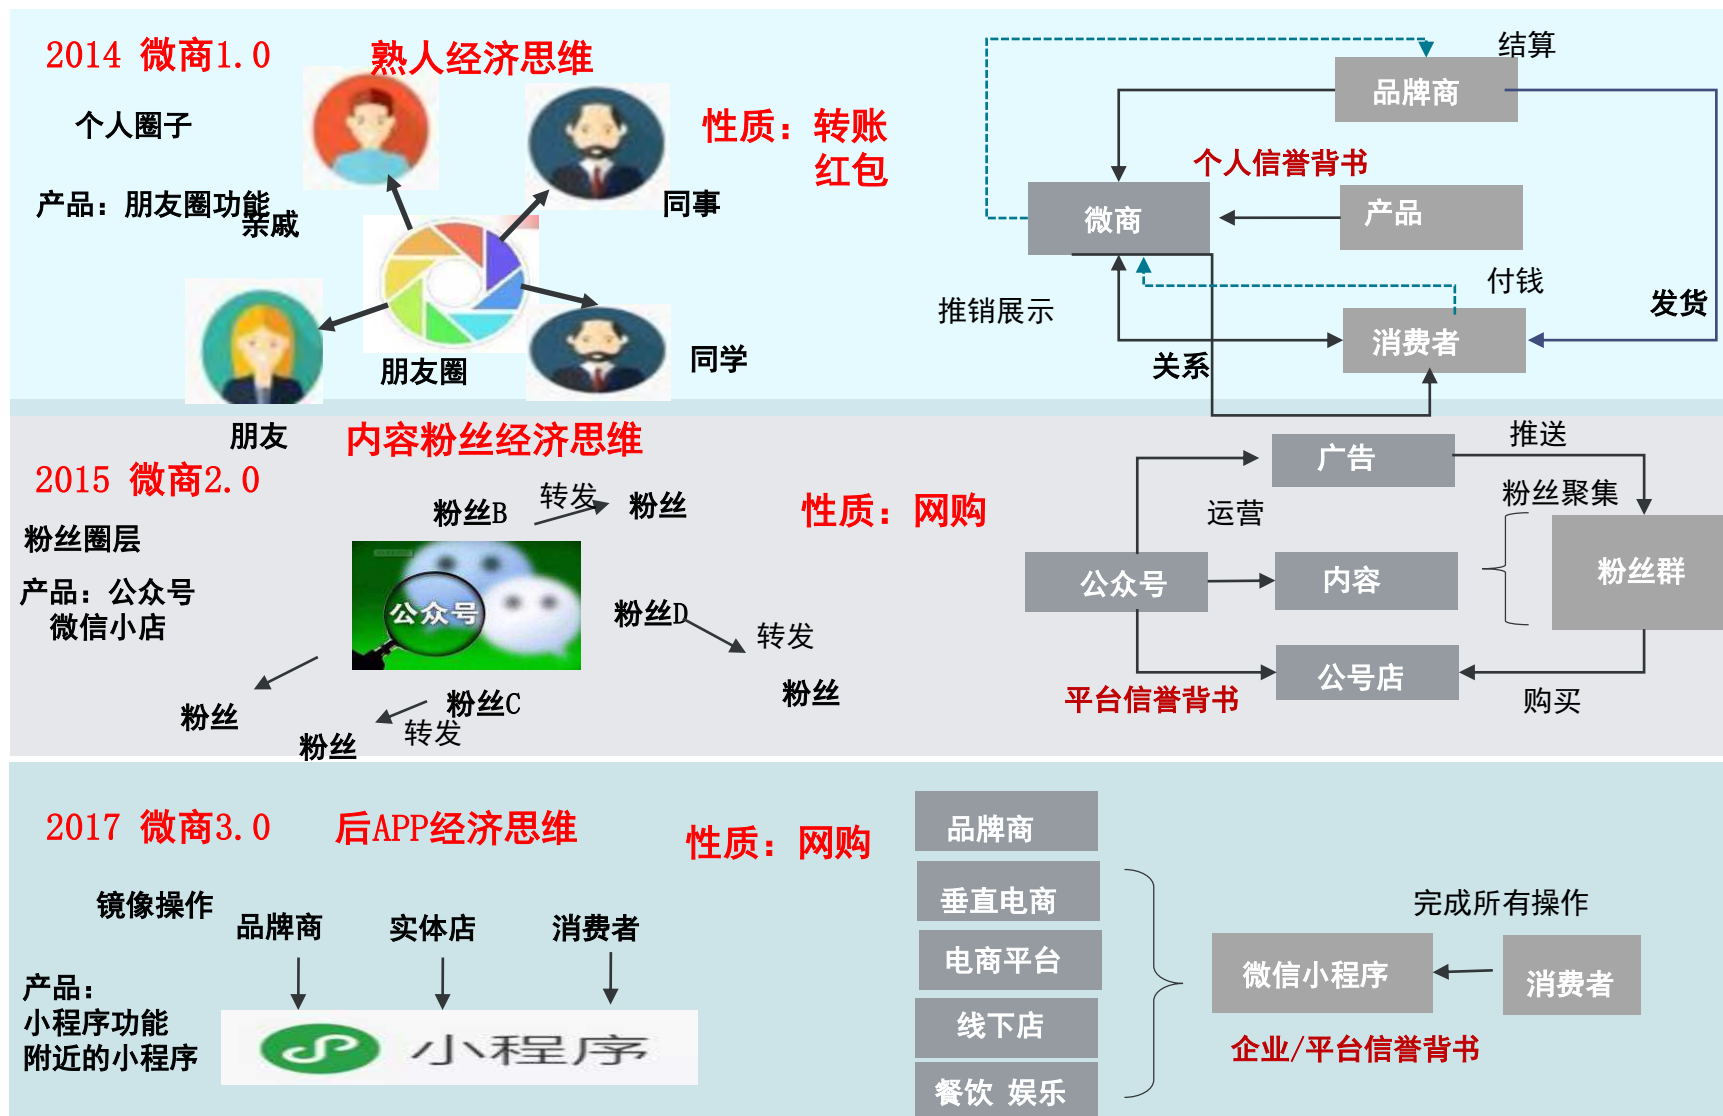 2014 微商1.0
熟人经济思维
个人圈子
性质：转账
红包
产品：朋友圈功能
亲戚
同事
朋友圈
同学
朋友
结算
品牌商
个人信誉背书
微商
产品
付钱
推销展示
发货
消费者
关系
内容粉丝经济思维
2015 微商2.0
粉丝B
转发
粉丝
性质：网购
粉丝圈层
产品：公众号
微信小店
公众号
粉丝D
转发
粉丝
粉丝
粉丝C
转发
粉丝
推送
广告
粉丝聚集
运营
公众号
内容
粉丝群
公号店
平台信誉背书
购买
2017 微商3.0
后APP经济思维
性质：网购
镜像操作
品牌商
实体店
消费者
产品：
小程序功能
附近的小程序
小程序
品牌商
垂直电商
电商平台
线下店
餐饮 娱乐
完成所有操作
微信小程序
消费者
企业/平台信誉背书